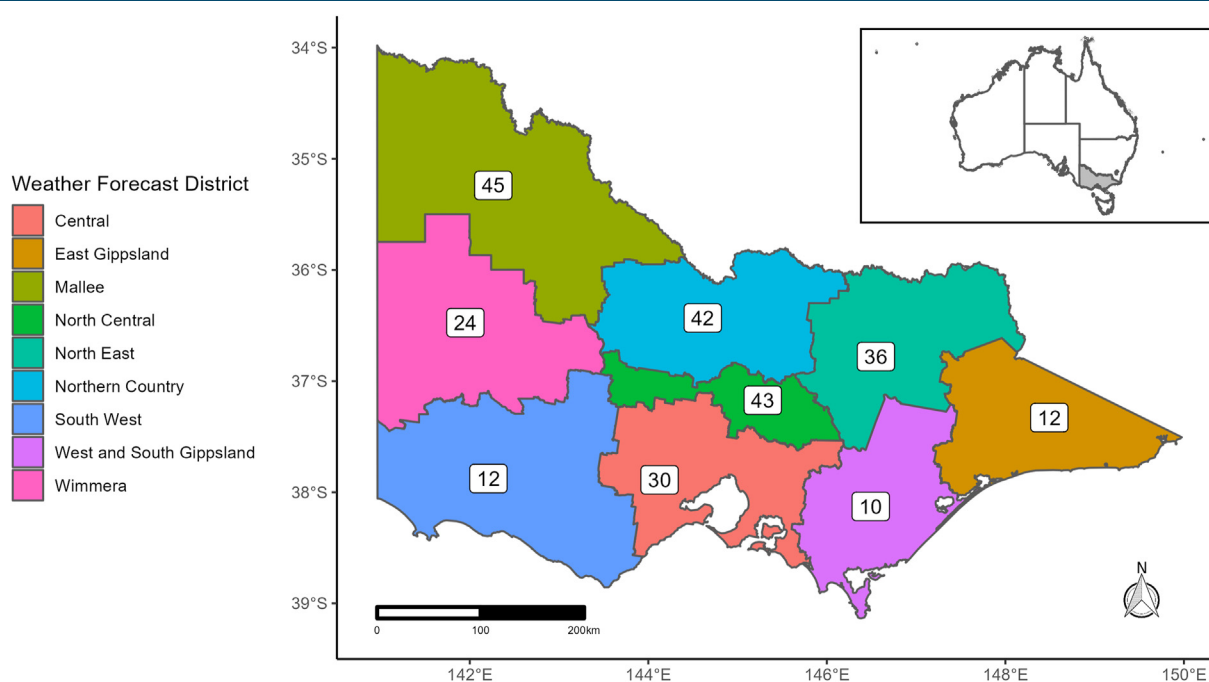 Weather Forecast District
Central
East Gippsland
Mallee
North Central
North East
Northern Country
South West
West and South Gippsland
Wimmera
34°S
35°S
36°S
37°S
38°S
39°S
45
24
42
36
43
12
12
30
10
N
0 100 200km
142°E 144°E 146°E 148°E 150°E